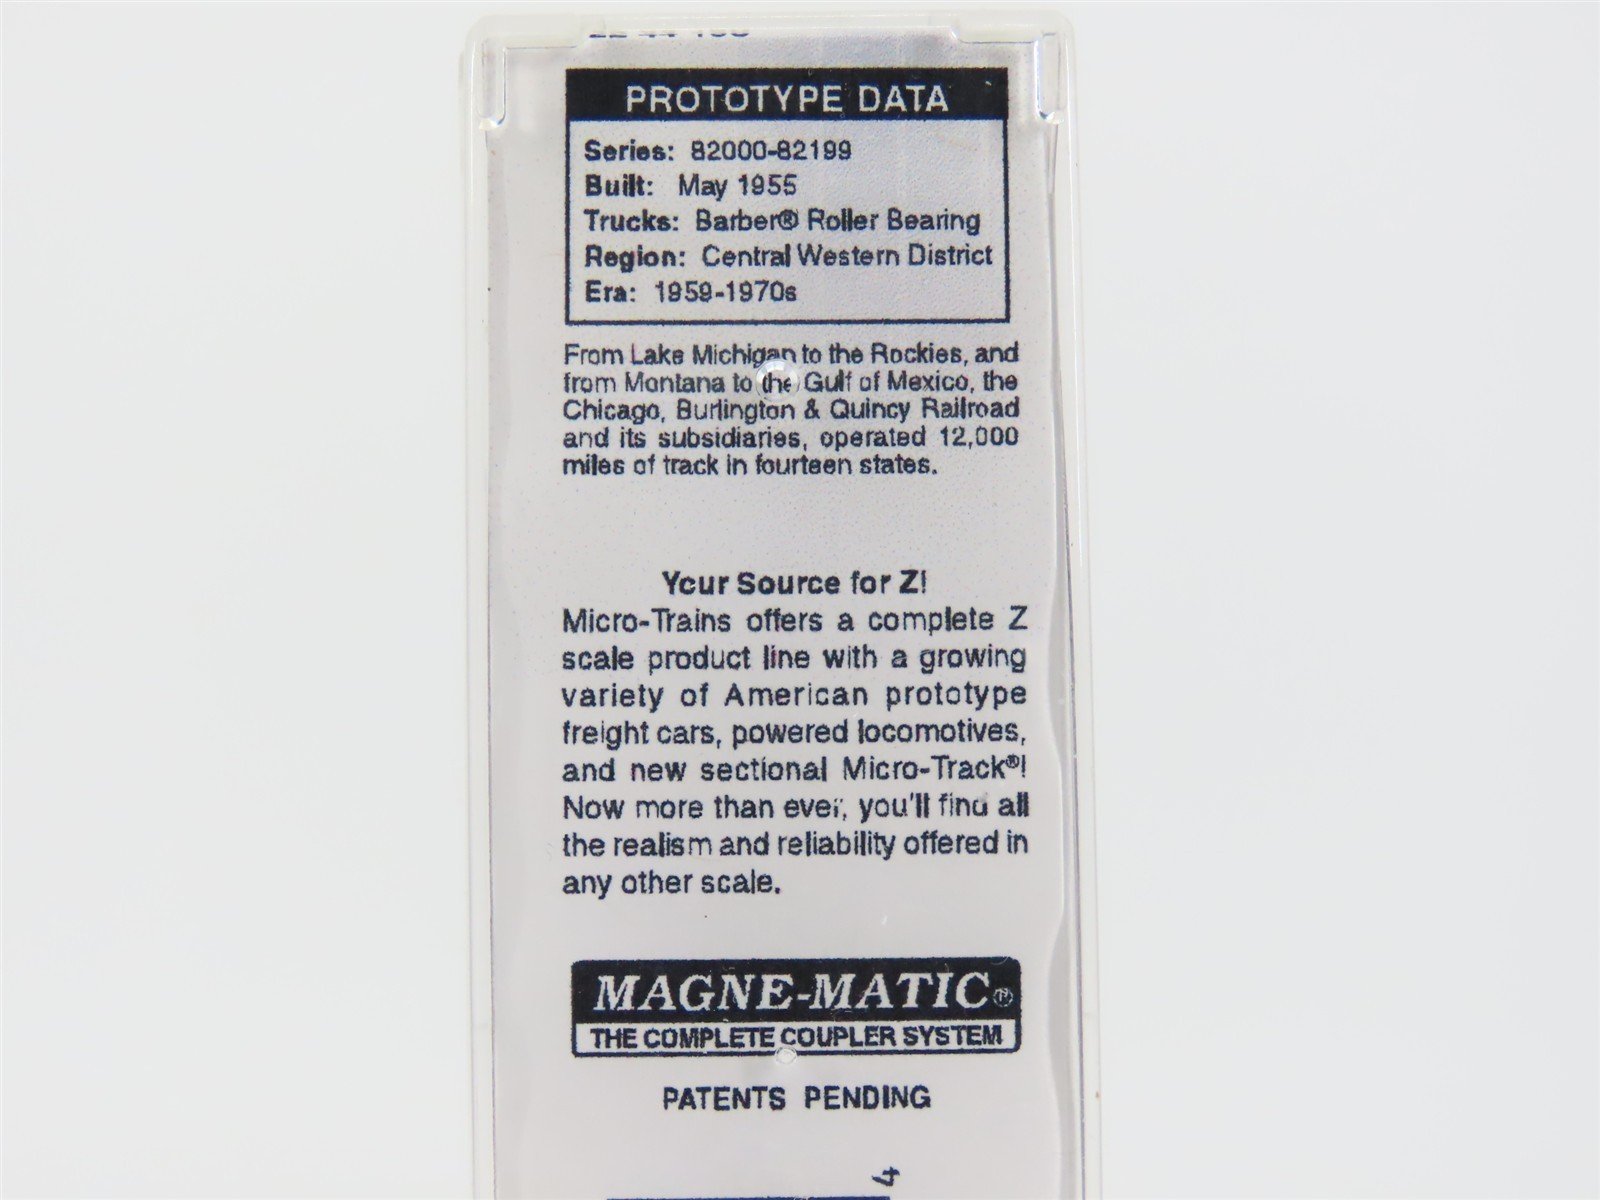 PROTOTYPE DATA
Series: 82000-82199
Built: May 1955
Trucks: Barber® Roller Bearing
Region: Central Western District
Era: 1959-1970s
From Lake Michigan to the Rockies, and
from Montana to the Gulf of Mexico, the
Chicago, Burlington & Quincy Railroad
and its subsidiaries, operated 12,000
miles of track in fourteen states.
Your Source for Z!
Micro-Trains offers a complete Z
scale product line with a growing
variety of American prototype
freight cars, powered locomotives,
and new sectional Micro-Track®!
Now more than ever, you'll find all
the realism and reliability offered in
any other scale.
MAGNE-MATIC®
THE COMPLETE COUPLER SYSTEM
PATENTS PENDING
4